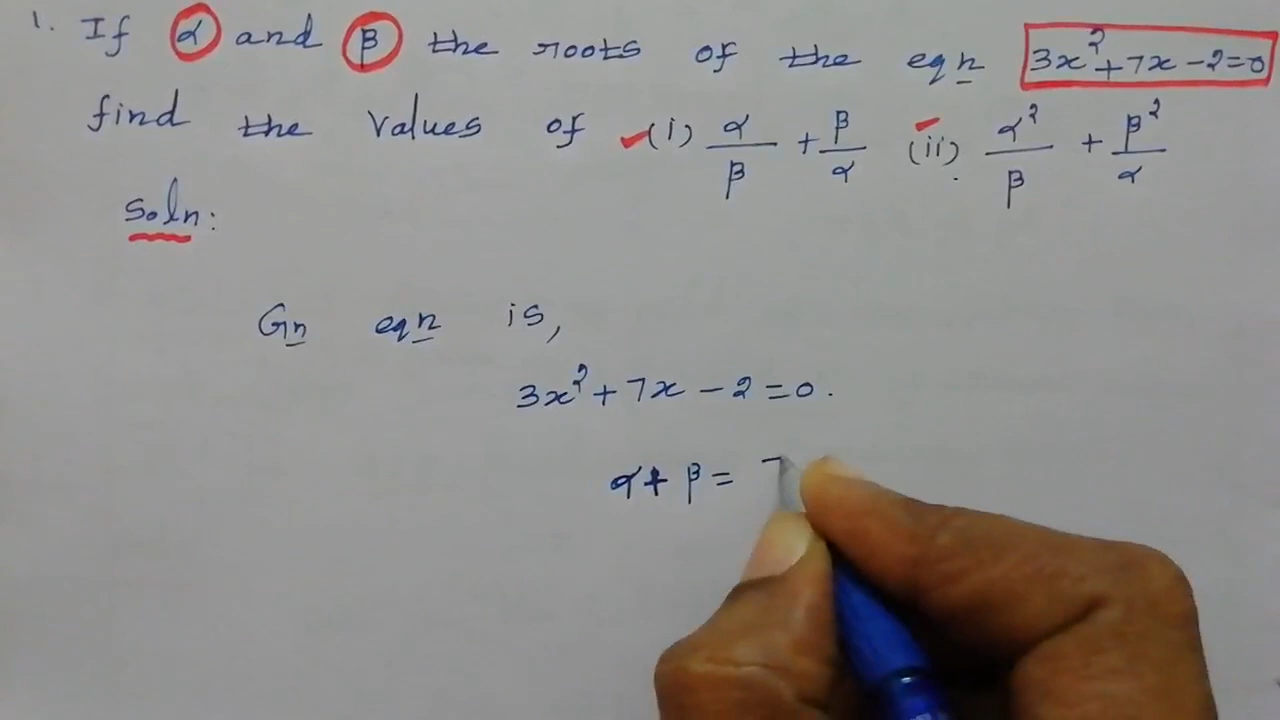 1. If α and β the roots of the eqn 3x²+7x-2=0
find the values of (i) α/β + β/α (ii) α²/β + β²/α
Soln:
Gn eqn is,
3x²+7x-2=0.
α+β=